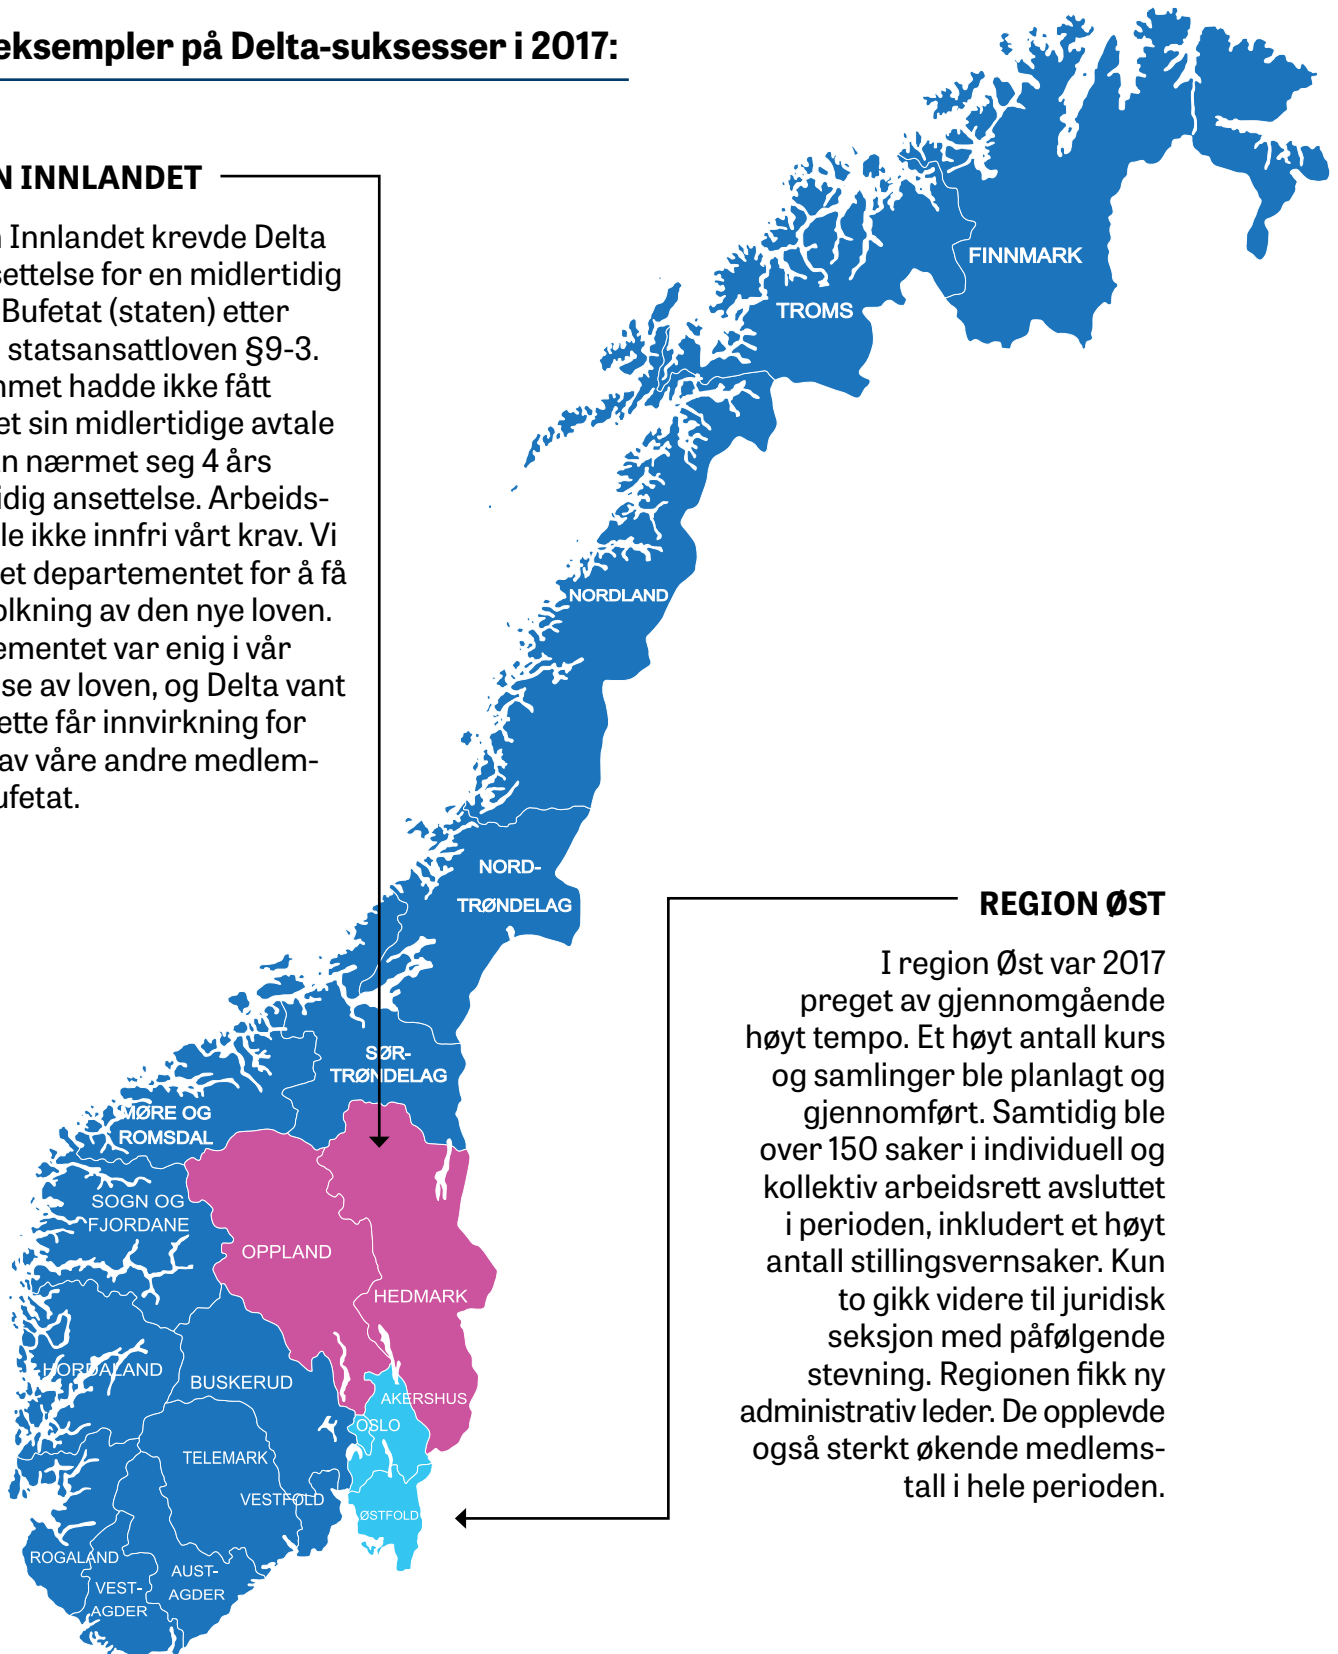 eksempler på Delta-suksesser i 2017:
N INNLANDET
Innlandet krevde Delta
settelse for en midlertidig
Bufetat (staten) etter
statsansattloven §9-3.
nmet hadde ikke fått
et sin midlertidige avtale
an nærmet seg 4 års
idig ansettelse. Arbeids-
le ikke innfri vårt krav. Vi
et departementet for å få
olkning av den nye loven.
ementet var enig i vår
se av loven, og Delta vant
ette får innvirkning for
av våre andre medlem-
ufetat.
FINNMARK
TROMS
NORDLAND
NORD-
TRØNDELAG
SØR-
TRØNDELAG
MØRE OG
ROMSDAL
SOGN OG
FJORDANE
OPPLAND
HEDMARK
HORDALAND
BUSKERUD
AKERSHUS
OSLO
TELEMARK
VESTFOLD
ØSTFOLD
ROGALAND
VEST-
AGDER
AUST-
AGDER
REGION ØST
I region Øst var 2017
preget av gjennomgående
høyt tempo. Et høyt antall kurs
og samlinger ble planlagt og
gjennomført. Samtidig ble
over 150 saker i individuell og
kollektiv arbeidsrett avsluttet
i perioden, inkludert et høyt
antall stillingsvernsaker. Kun
to gikk videre til juridisk
seksjon med påfølgende
stevning. Regionen fikk ny
administrativ leder. De opplevde
også sterkt økende medlems-
tall i hele perioden.